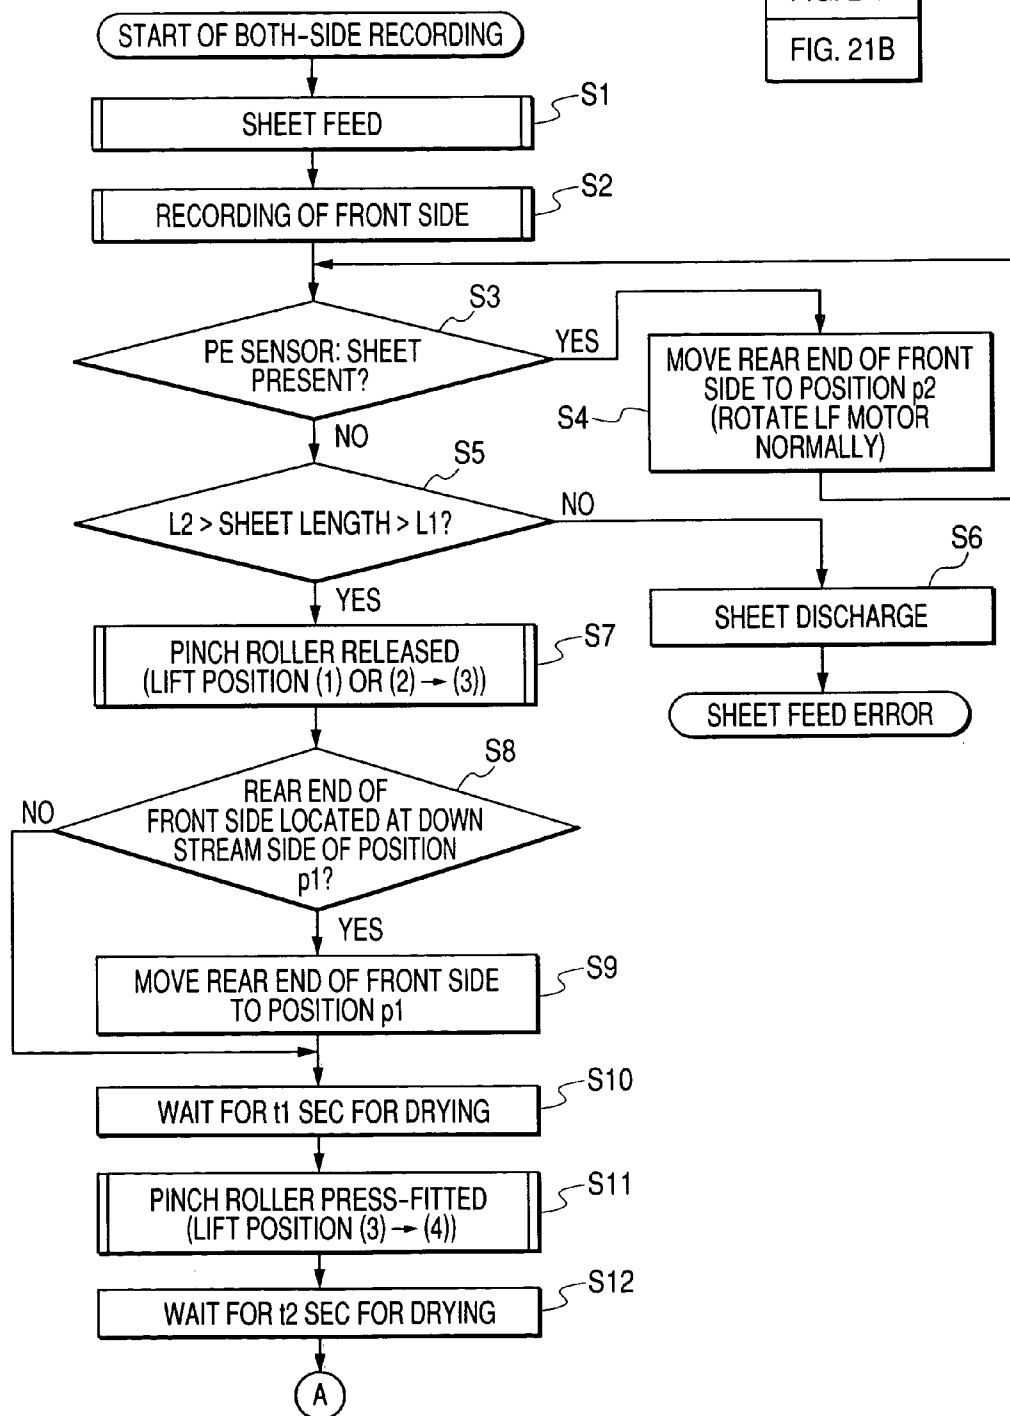 FIG. 21B
START OF BOTH-SIDE RECORDING
S1
SHEET FEED
S2
RECORDING OF FRONT SIDE
S3
PE SENSOR: SHEET
PRESENT?
YES
NO
S4
MOVE REAR END OF FRONT
SIDE TO POSITION p2
(ROTATE LF MOTOR
NORMALLY)
S5
L2 > SHEET LENGTH > L1?
NO
YES
S6
SHEET DISCHARGE
SHEET FEED ERROR
S7
PINCH ROLLER RELEASED
(LIFT POSITION (1) OR (2) → (3))
S8
REAR END OF
FRONT SIDE LOCATED AT DOWN
STREAM SIDE OF POSITION
p1?
NO
YES
S9
MOVE REAR END OF FRONT SIDE
TO POSITION p1
S10
WAIT FOR t1 SEC FOR DRYING
S11
PINCH ROLLER PRESS-FITTED
(LIFT POSITION (3) → (4))
S12
WAIT FOR t2 SEC FOR DRYING
A